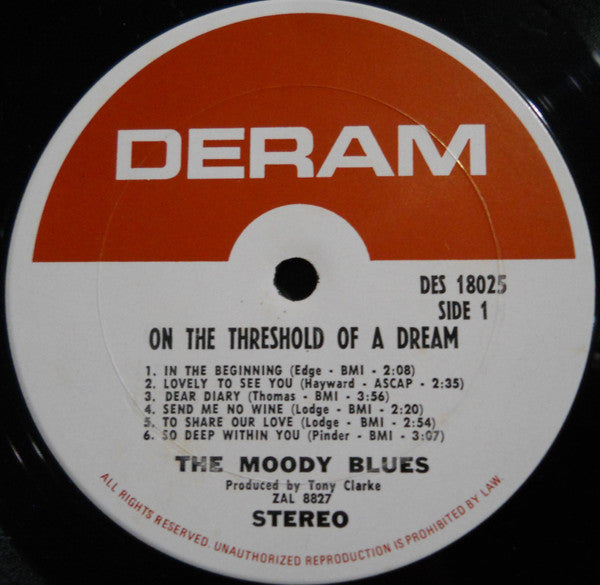 DERAM
DES 18025
SIDE 1
ON THE THRESHOLD OF A DREAM
1. IN THE BEGINNING (Edge - BMI - 2:08)
2. LOVELY TO SEE YOU (Hayward - ASCAP - 2:35)
3. DEAR DIARY (Thomas - BMI - 3:56)
4. SEND ME NO WINE (Lodge - BMI - 2:20)
5. TO SHARE OUR LOVE (Lodge - BMI - 2:54)
6. SO DEEP WITHIN YOU (Pinder - BMI - 3:07)
THE MOODY BLUES
Produced by Tony Clarke
ZAL 8827
STEREO
ALL RIGHTS RESERVED. UNAUTHORIZED REPRODUCTION IS PROHIBITED BY LAW.